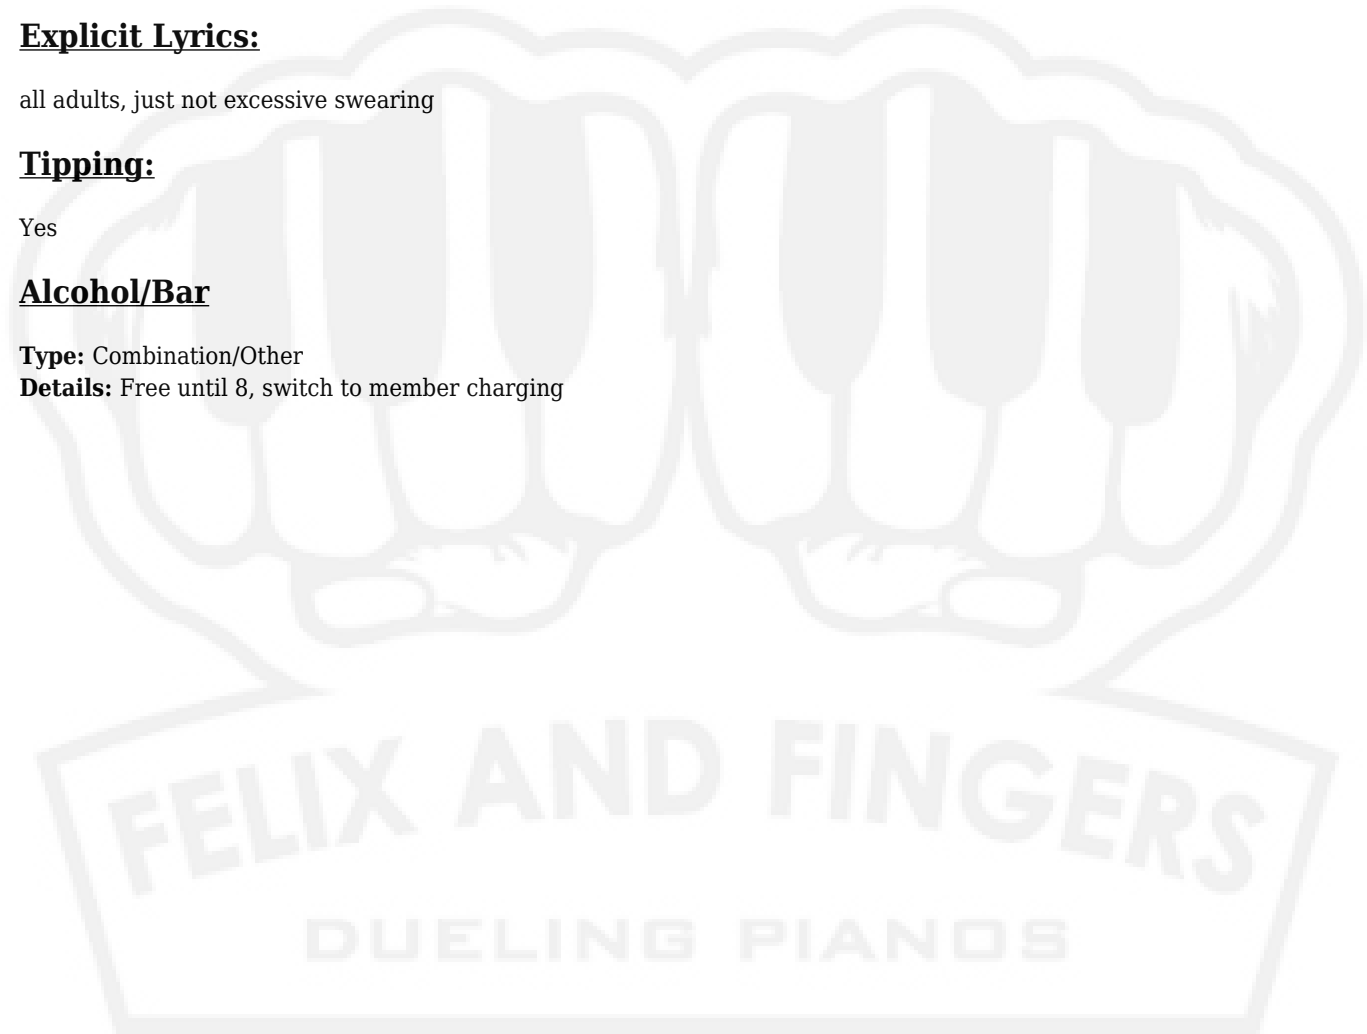 Explicit Lyrics:
all adults, just not excessive swearing
Tipping:
Yes
Alcohol/Bar
Type: Combination/Other
Details: Free until 8, switch to member charging
FELIX AND FINGERS
DUELING PIANOS